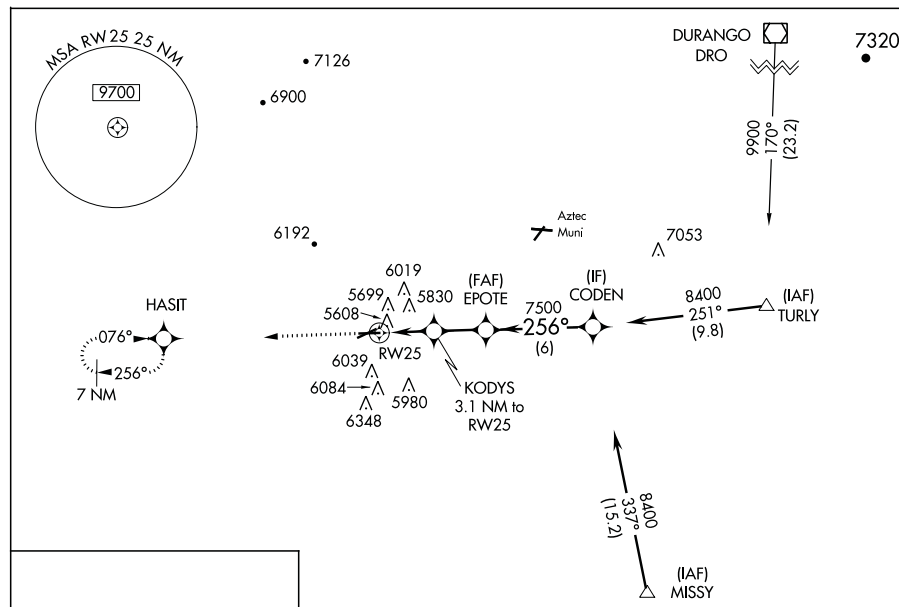 MSA RW25 25 NM
9700
7126
6900
DURANGO
DRO
7320
9900
170°
(23.2)
6192
Aztec
Muni
7053
6019
5699
5830
5608
(FAF)
EPOTE
7500
256°
(6)
(IF)
CODEN
8400
251°
(9.8)
(IAF)
TURLY
HASIT
076°
256°
7 NM
RW25
6039
6084
6348
5980
KODYS
3.1 NM to
RW25
8400
337°
(15.2)
(IAF)
MISSY